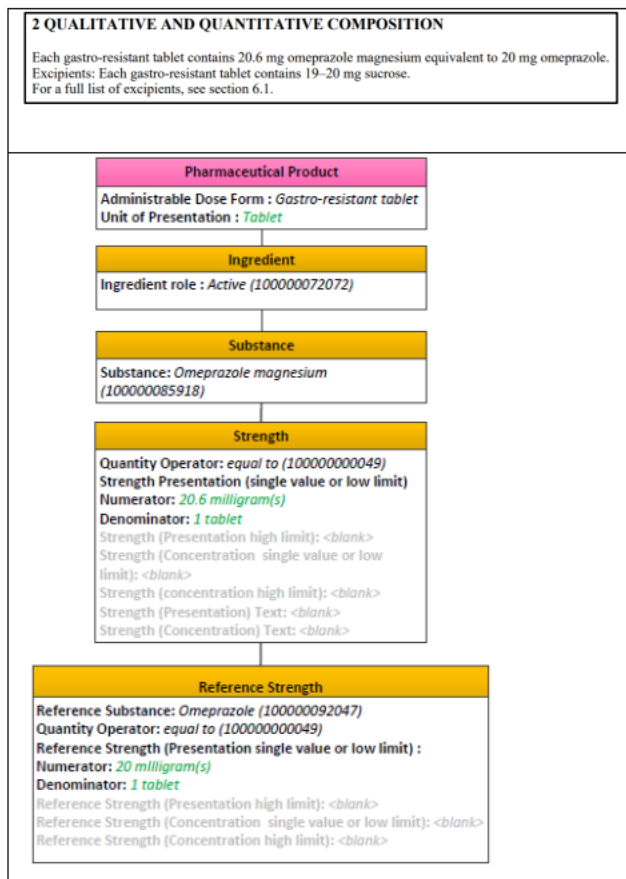 2 QUALITATIVE AND QUANTITATIVE COMPOSITION
Each gastro-resistant tablet contains 20.6 mg omeprazole magnesium equivalent to 20 mg omeprazole.
Excipients: Each gastro-resistant tablet contains 19–20 mg sucrose.
For a full list of excipients, see section 6.1.
Pharmaceutical Product
Administrable Dose Form : Gastro-resistant tablet
Unit of Presentation : Tablet
Ingredient
Ingredient role : Active (100000072072)
Substance
Substance: Omeprazole magnesium
(100000085918)
Strength
Quantity Operator: equal to (100000000049)
Strength Presentation (single value or low limit)
Numerator: 20.6 milligram(s)
Denominator: 1 tablet
Strength (Presentation high limit): <blank>
Strength (Concentration single value or low
limit): <blank>
Strength (concentration high limit): <blank>
Strength (Presentation) Text: <blank>
Strength (Concentration) Text: <blank>
Reference Strength
Reference Substance: Omeprazole (100000092047)
Quantity Operator: equal to (100000000049)
Reference Strength (Presentation single value or low limit) :
Numerator: 20 milligram(s)
Denominator: 1 tablet
Reference Strength (Presentation high limit): <blank>
Reference Strength (Concentration single value or low limit): <blank>
Reference Strength (Concentration high limit): <blank>